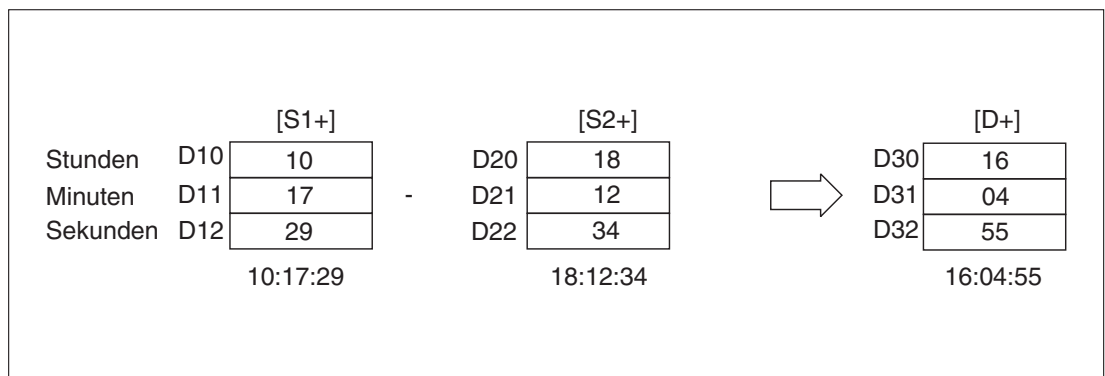 [S1+] [S2+] [D+]
Stunden D10 10 D20 18 D30 16
Minuten D11 17 - D21 12 D31 04
Sekunden D12 29 D22 34 D32 55
10:17:29 18:12:34 16:04:55